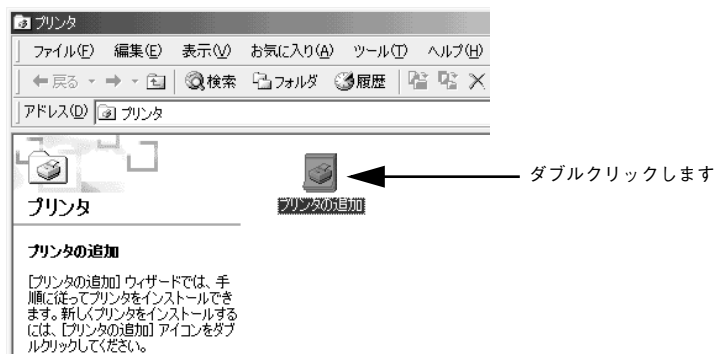 プリンタ
ファイル(F) 編集(E) 表示(V) お気に入り(A) ツール(T) ヘルプ(H)
戻る 検索 フォルダ 履歴
アドレス(D) プリンタ
プリンタの追加
ダブルクリックします
プリンタ
プリンタの追加
[プリンタの追加] ウィザードでは、手
順に従ってプリンタをインストールでき
ます。新しくプリンタをインストールする
には、[プリンタの追加] アイコンをダブ
ルクリックしてください。